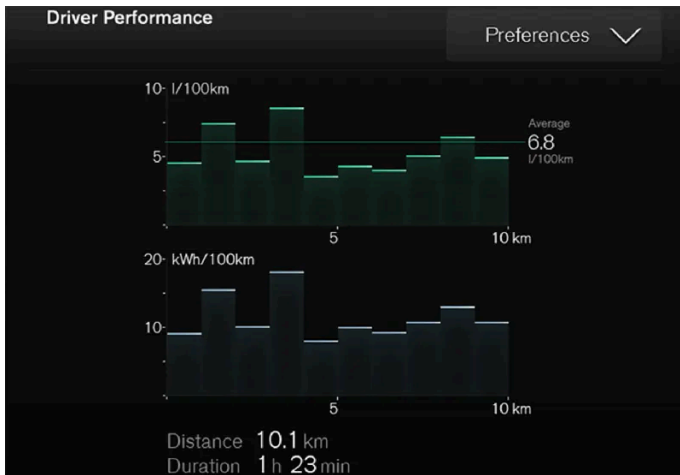 Driver Performance
Preferences
10 l/100km
Average
6.8
l/100km
5
5
10 km
20 kWh/100km
10
5
10 km
Distance 10.1 km
Duration 1 h 23 min